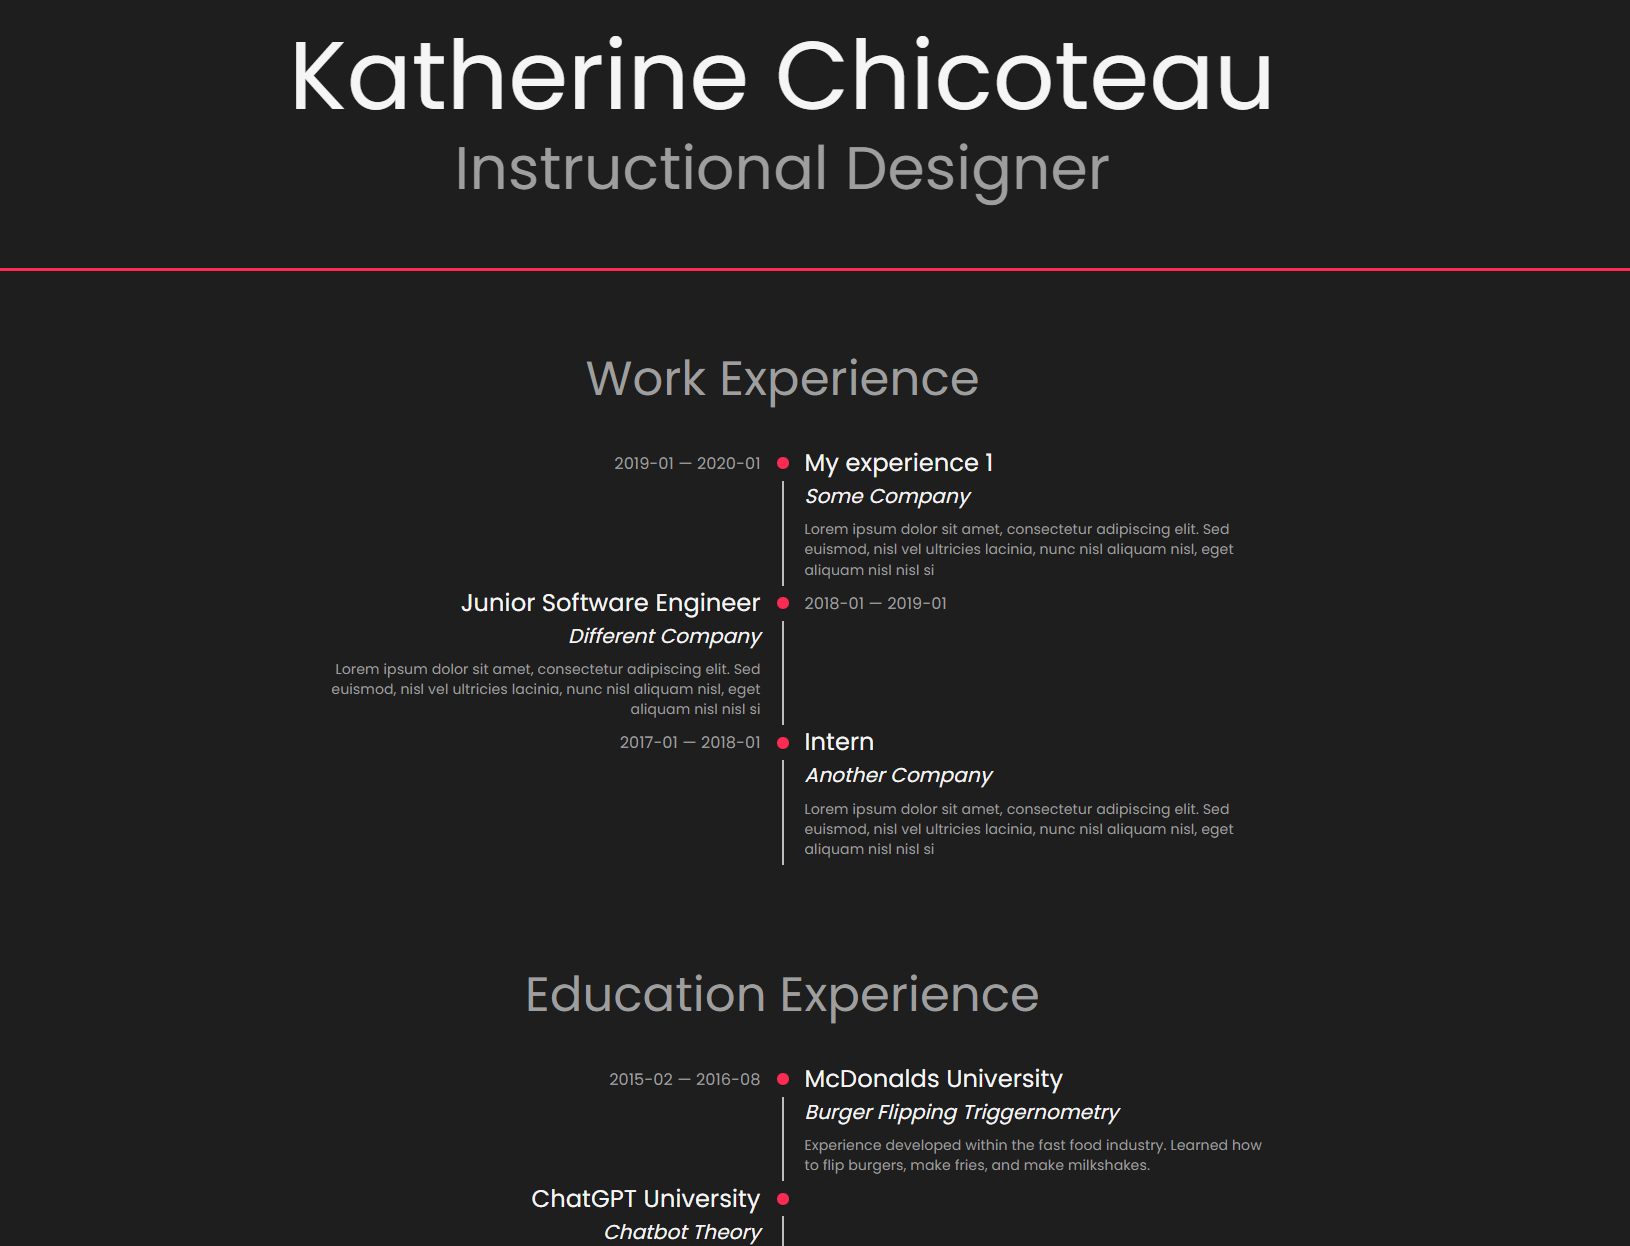 Katherine Chicoteau
Instructional Designer
Work Experience
2019-01 — 2020-01
My experience 1
Some Company
Lorem ipsum dolor sit amet, consectetur adipiscing elit. Sed
euismod, nisl vel ultricies lacinia, nunc nisl aliquam nisl, eget
aliquam nisl nisl si
Junior Software Engineer
2018-01 — 2019-01
Different Company
Lorem ipsum dolor sit amet, consectetur adipiscing elit. Sed
euismod, nisl vel ultricies lacinia, nunc nisl aliquam nisl, eget
aliquam nisl nisl si
2017-01 — 2018-01
Intern
Another Company
Lorem ipsum dolor sit amet, consectetur adipiscing elit. Sed
euismod, nisl vel ultricies lacinia, nunc nisl aliquam nisl, eget
aliquam nisl nisl si
Education Experience
2015-02 — 2016-08
McDonalds University
Burger Flipping Triggernometry
Experience developed within the fast food industry. Learned how
to flip burgers, make fries, and make milkshakes.
ChatGPT University
Chatbot Theory